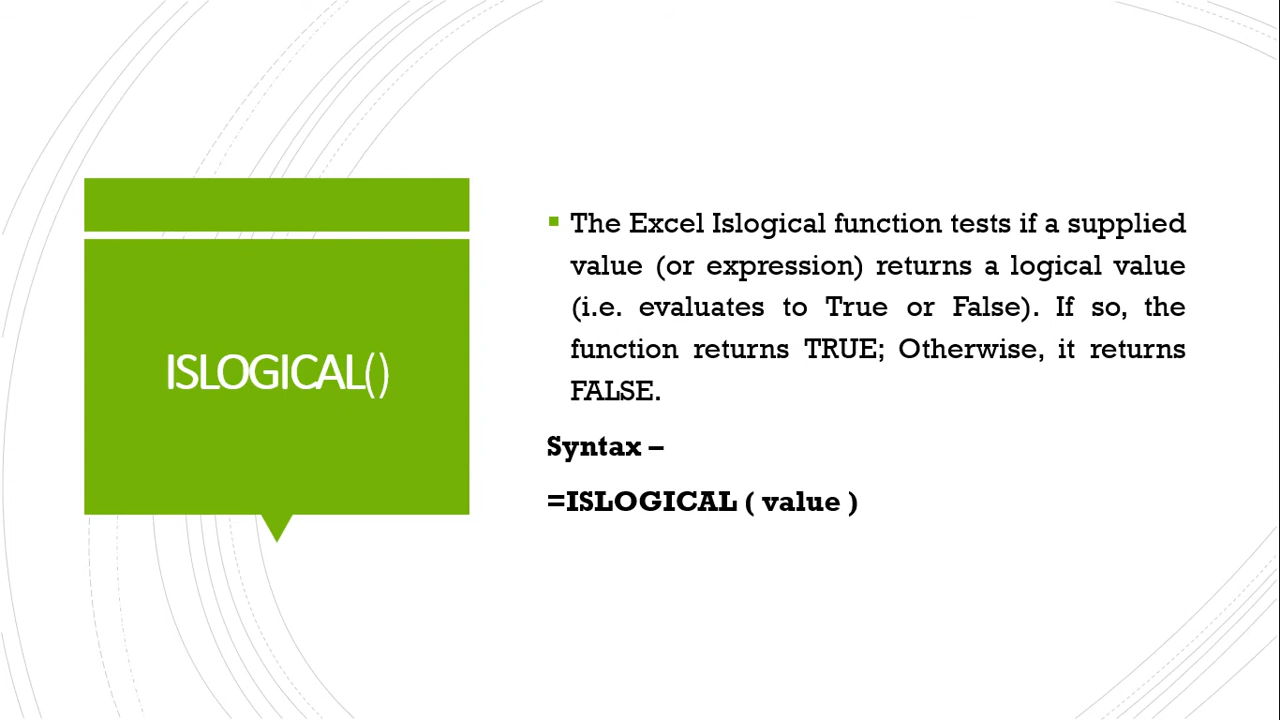 ISLOGICAL()
The Excel Islogical function tests if a supplied
value (or expression) returns a logical value
(i.e. evaluates to True or False). If so, the
function returns TRUE; Otherwise, it returns
FALSE.
Syntax –
=ISLOGICAL ( value )